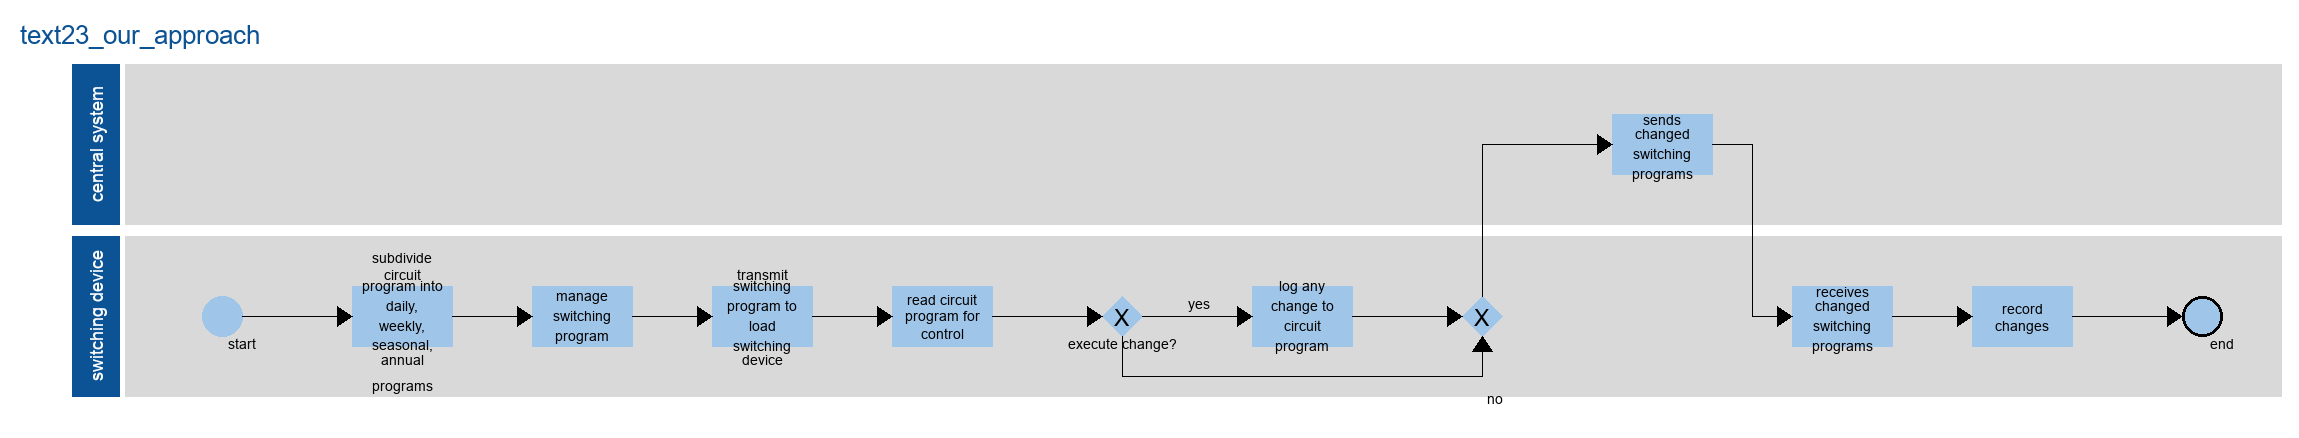 text23_our_approach
central system
sends
changed
switching
programs
switching device
start
subdivide
circuit
program into
daily,
weekly,
seasonal,
annual
programs
manage
switching
program
transmit
switching
program to
load
switching
device
read circuit
program for
control
X
execute change?
yes
log any
change to
circuit
program
X
no
receives
changed
switching
programs
record
changes
end